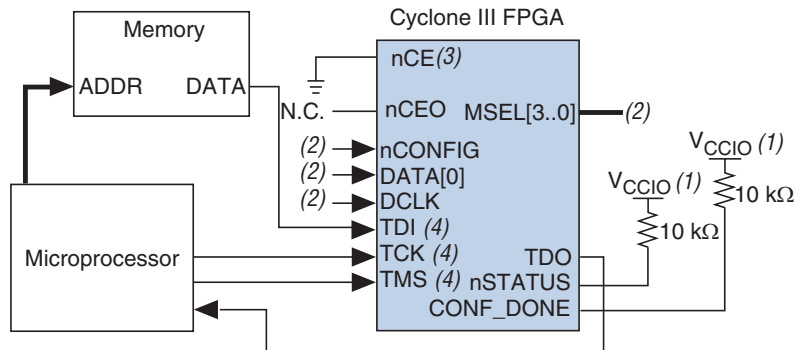 Cyclone III FPGA
Memory
ADDR DATA
nCE (3)
N.C. nCEO MSEL[3..0] (2)
(2) nCONFIG
(2) DATA[0]
(2) DCLK
TDI (4)
Microprocessor
TCK (4)
TMS (4)
TDO
nSTATUS
CONF_DONE
VCCIO (1)
10 kΩ
VCCIO (1)
10 kΩ